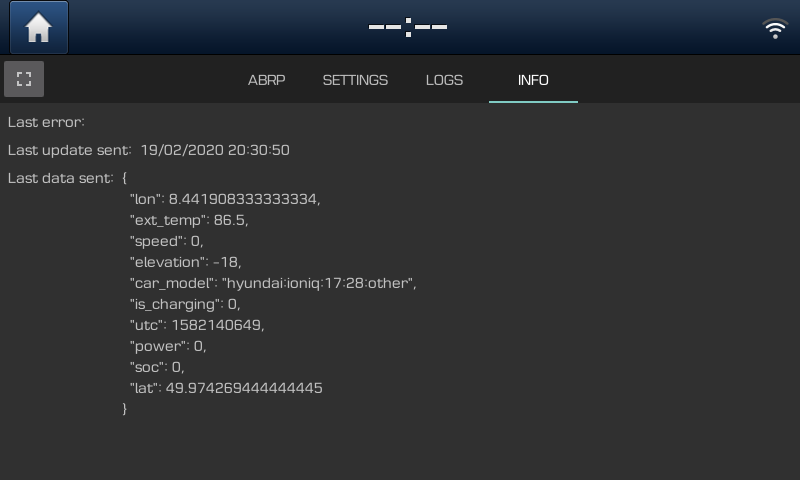 --:--
ABRP SETTINGS LOGS INFO
Last error:
Last update sent: 19/02/2020 20:30:50
Last data sent: {
"lon": 8.441908333333334,
"ext_temp": 86.5,
"speed": 0,
"elevation": -18,
"car_model": "hyundai:ioniq:17:28:other",
"is_charging": 0,
"utc": 1582140649,
"power": 0,
"soc": 0,
"lat": 49.974269444444445
}